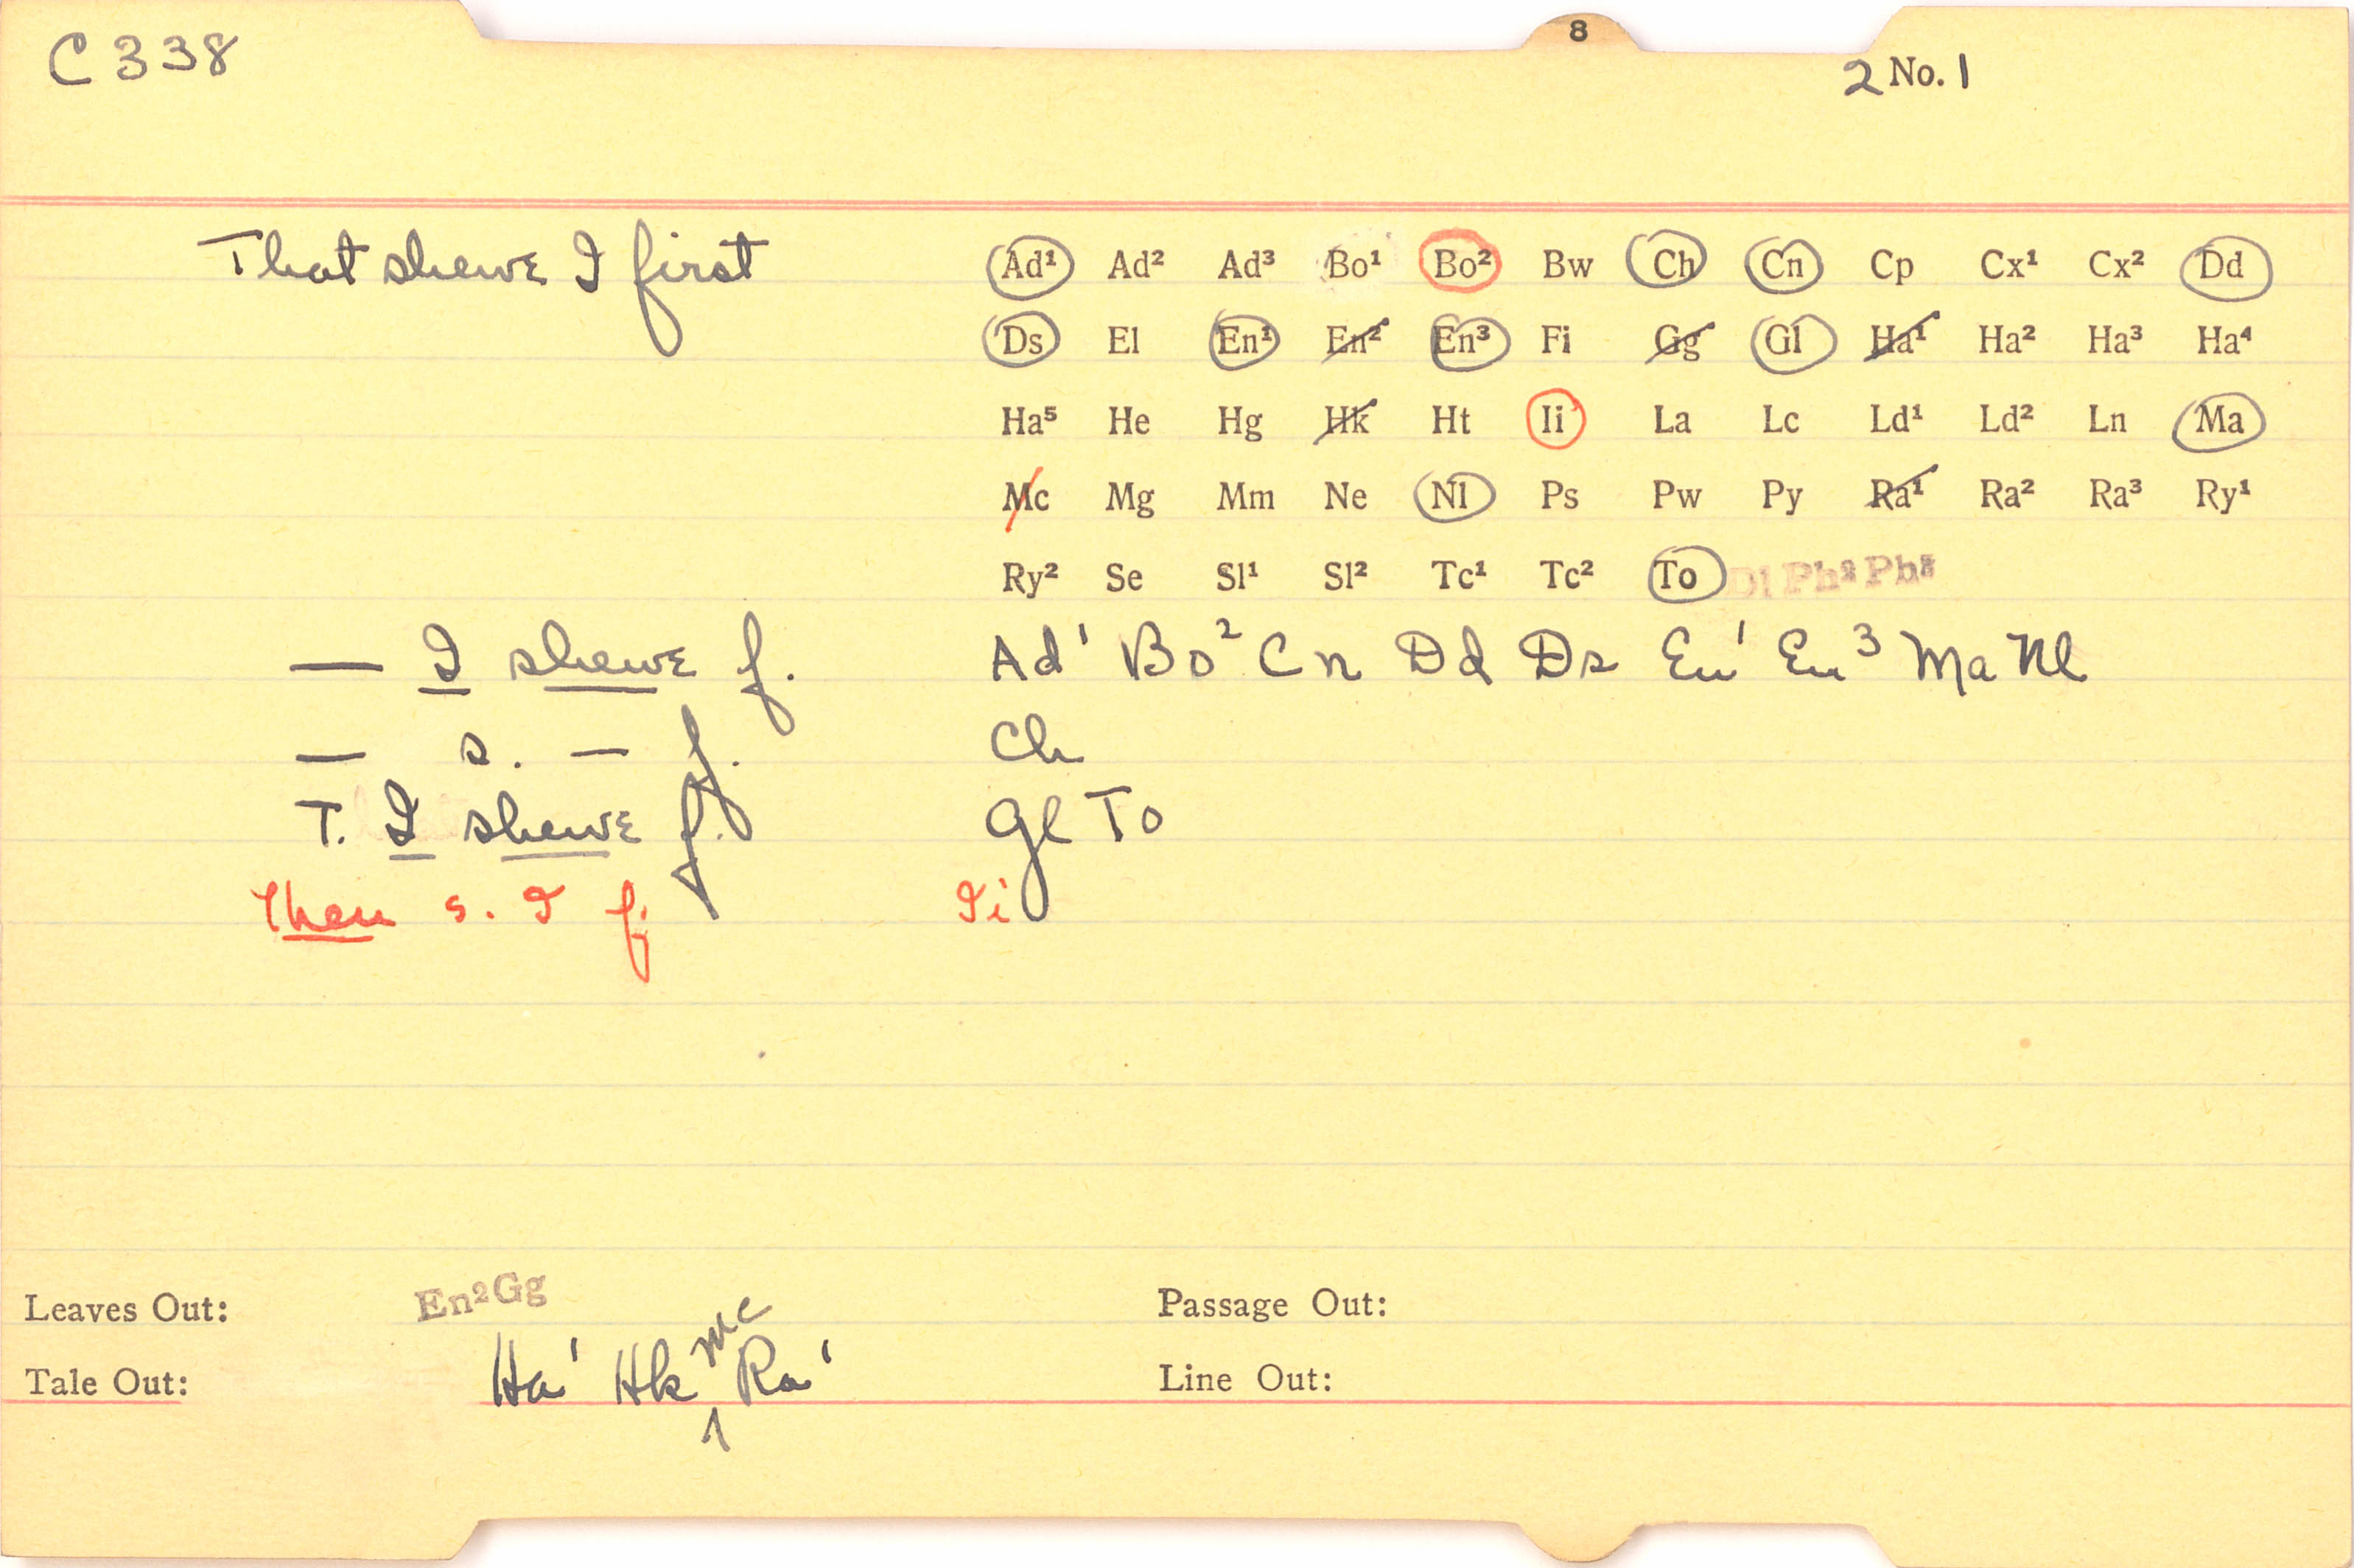 C 338
8
2 No. 1
That shewe I first
Ad¹ Ad² Ad³ Bo¹ Bo² Bw Ch Cn Cp Cx¹ Cx² Dd
Ds El En¹ En² En³ Fi Gg Gl Ha¹ Ha² Ha³ Ha⁴
Ha⁵ He Hg Hk Ht Ii La Lc Ld¹ Ld² Ln Ma
Mc Mg Mm Ne Nl Ps Pw Py Ra¹ Ra² Ra³ Ry¹
Ry² Se Sl¹ Sl² Tc¹ Tc² To Dl Ph² Ph³
— I shewe f. Ad¹ Bo² Cn Dd Ds En¹ En³ Ma Nl
— s. — f. Ch
T. I shewe f. Gl To
Then s. I f. Ii
Leaves Out: En²Gg Passage Out:
Tale Out: Ha¹ Hk Mc Ra¹ Line Out: